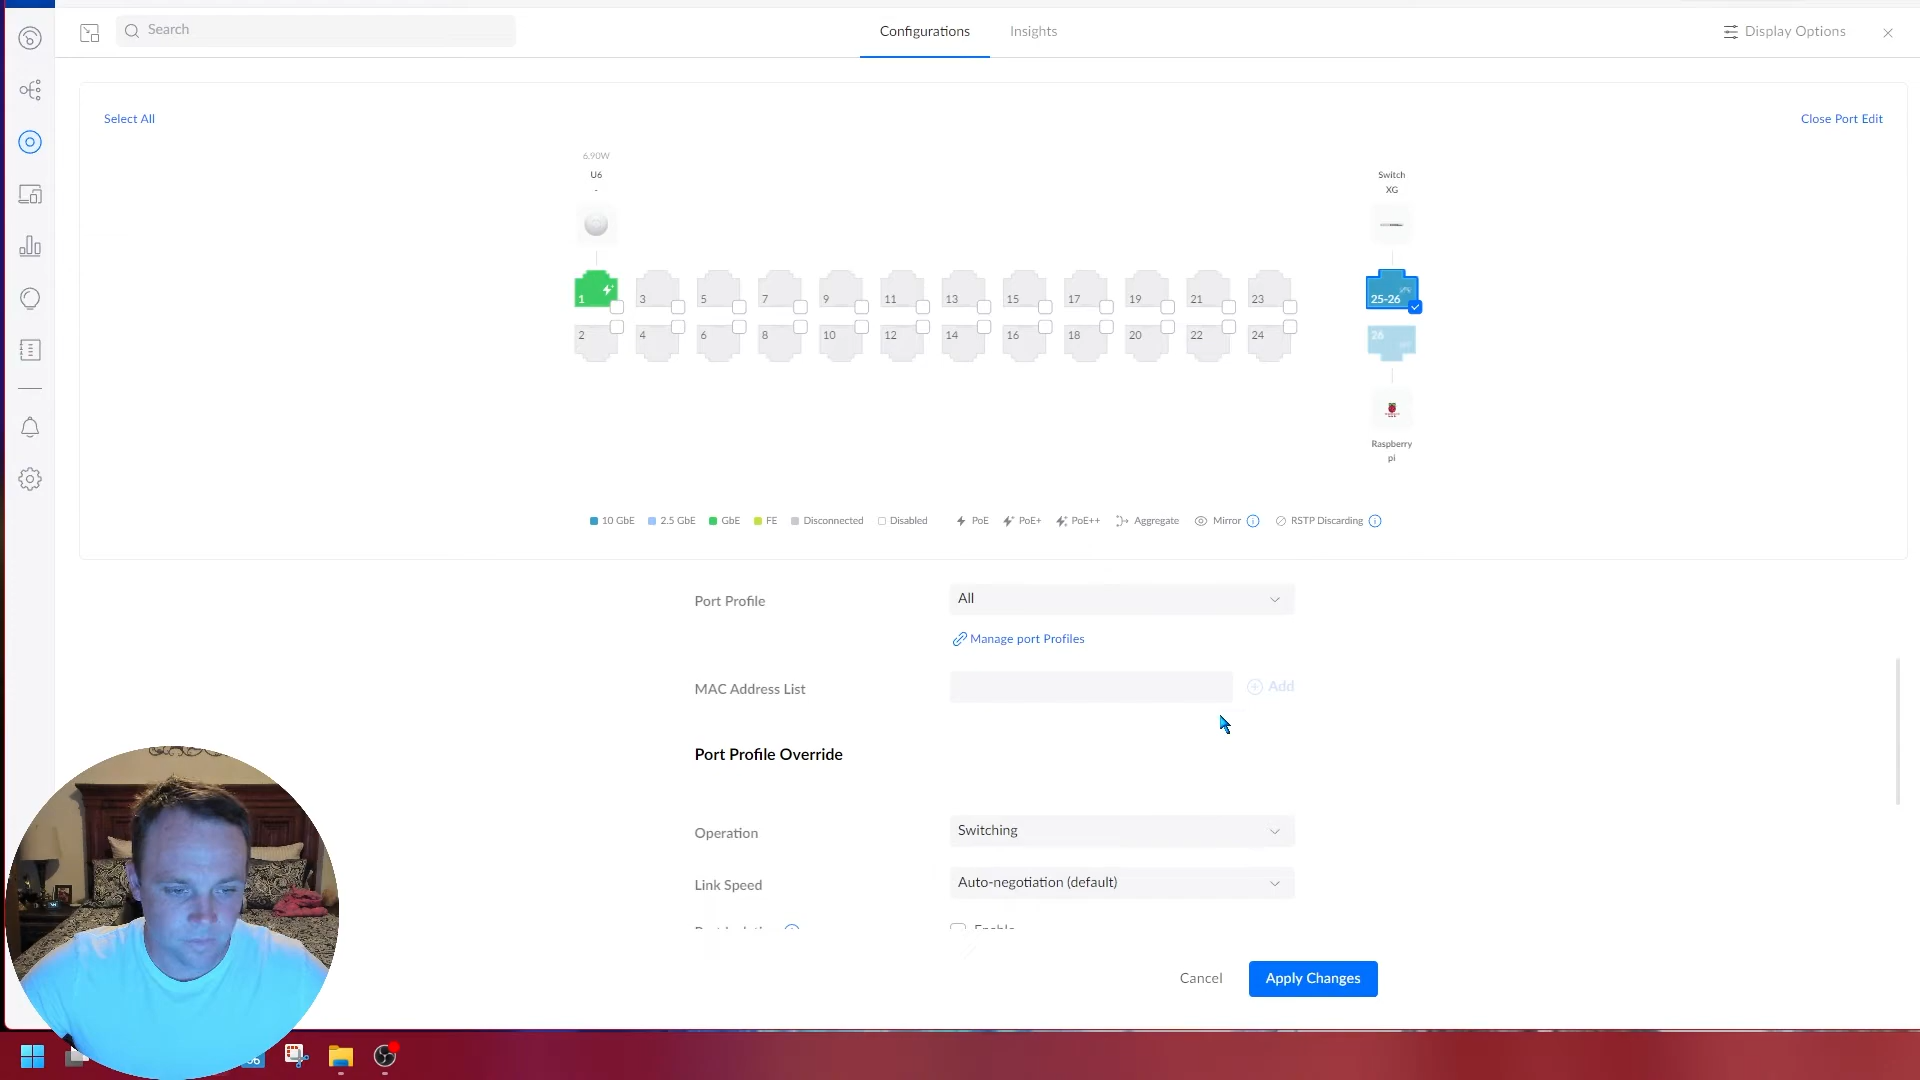 Search
Configurations
Insights
Display Options
Select All
Close Port Edit
6.90W
U6
-
Switch
XG
1
3
5
7
9
11
13
15
17
19
21
23
25-26
2
4
6
8
10
12
14
16
18
20
22
24
26
Raspberry
pi
10 GbE
2.5 GbE
GbE
FE
Disconnected
Disabled
PoE
PoE+
PoE++
Aggregate
Mirror
RSTP Discarding
Port Profile
All
Manage port Profiles
MAC Address List
Add
Port Profile Override
Operation
Switching
Link Speed
Auto-negotiation (default)
Enable
Cancel
Apply Changes